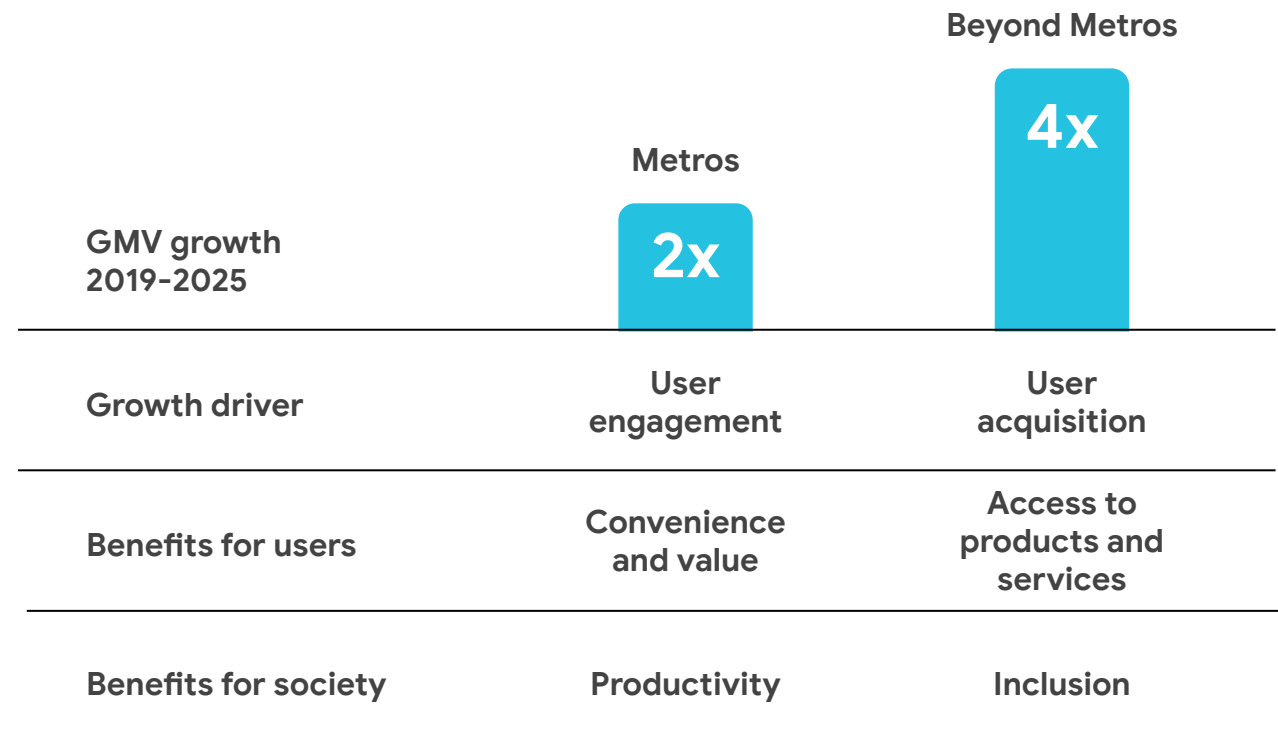 Beyond Metros
4x
Metros
2x
GMV growth
2019-2025
Growth driver
User
engagement
User
acquisition
Benefits for users
Convenience
and value
Access to
products and
services
Benefits for society
Productivity
Inclusion